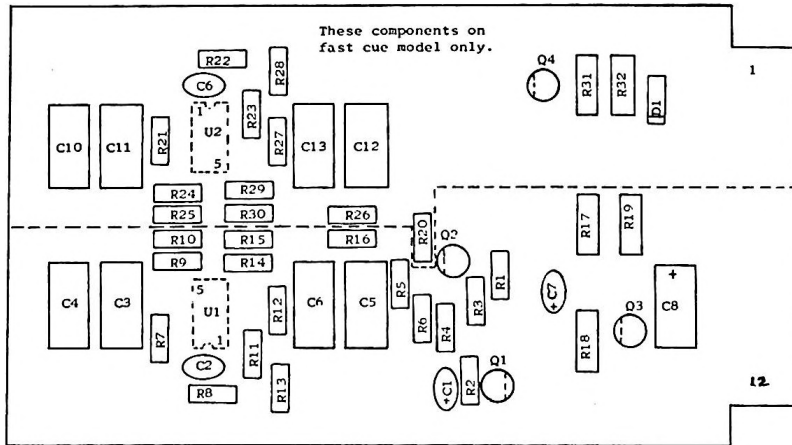 These components on
fast cue model only.
R22
R28
C6
Q4
R31
R32
D1
1
1
U2
5
R23
R27
R21
C10
C11
C13
C12
R24
R29
R25
R30
R26
R20
R17
R19
R10
R15
R16
Q2
R9
R14
C4
C3
5
U1
1
R12
C6
C5
R5
R6
R4
R3
R1
+C7
+
C8
Q3
R18
R7
R11
C2
R8
R13
+C1
R2
Q1
12